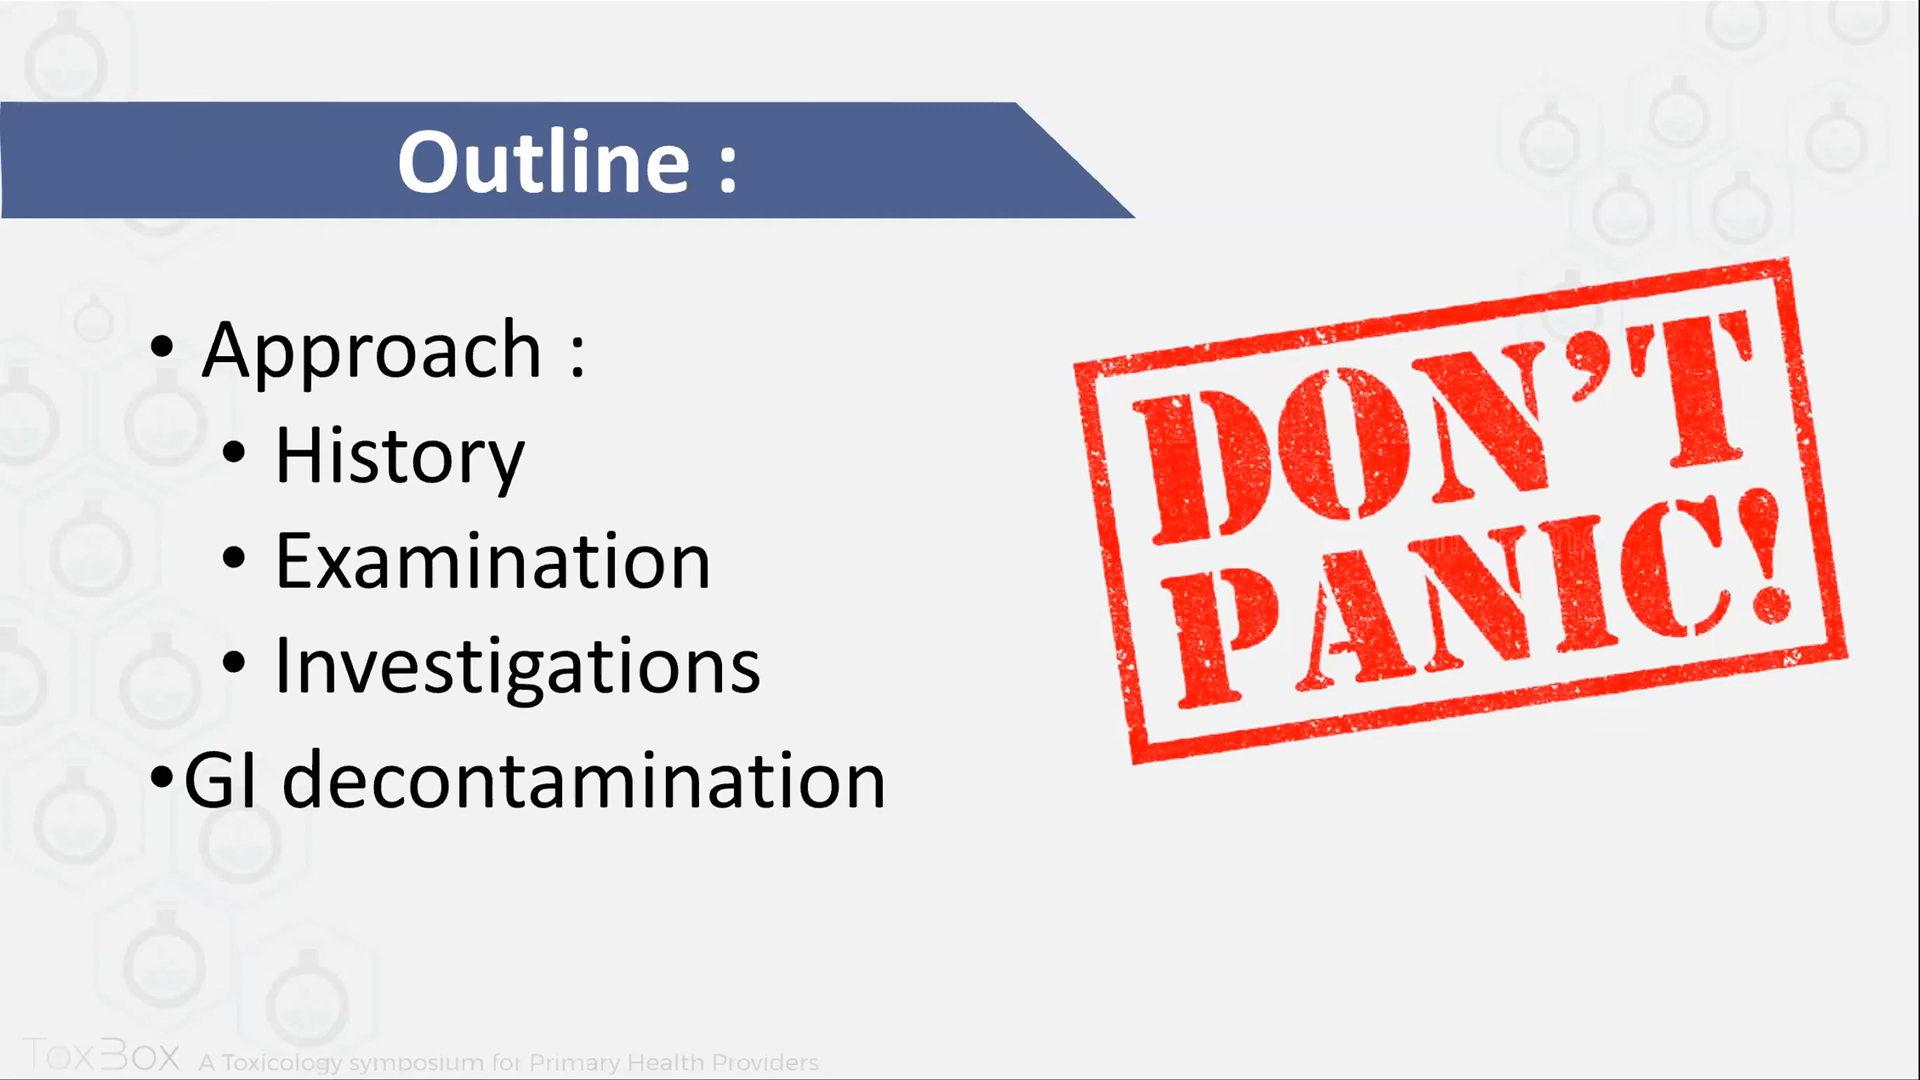 Outline :
• Approach :
• History
• Examination
• Investigations
• GI decontamination
DON'T
PANIC!
ToxBox A Toxicology symposium for Primary Health Providers